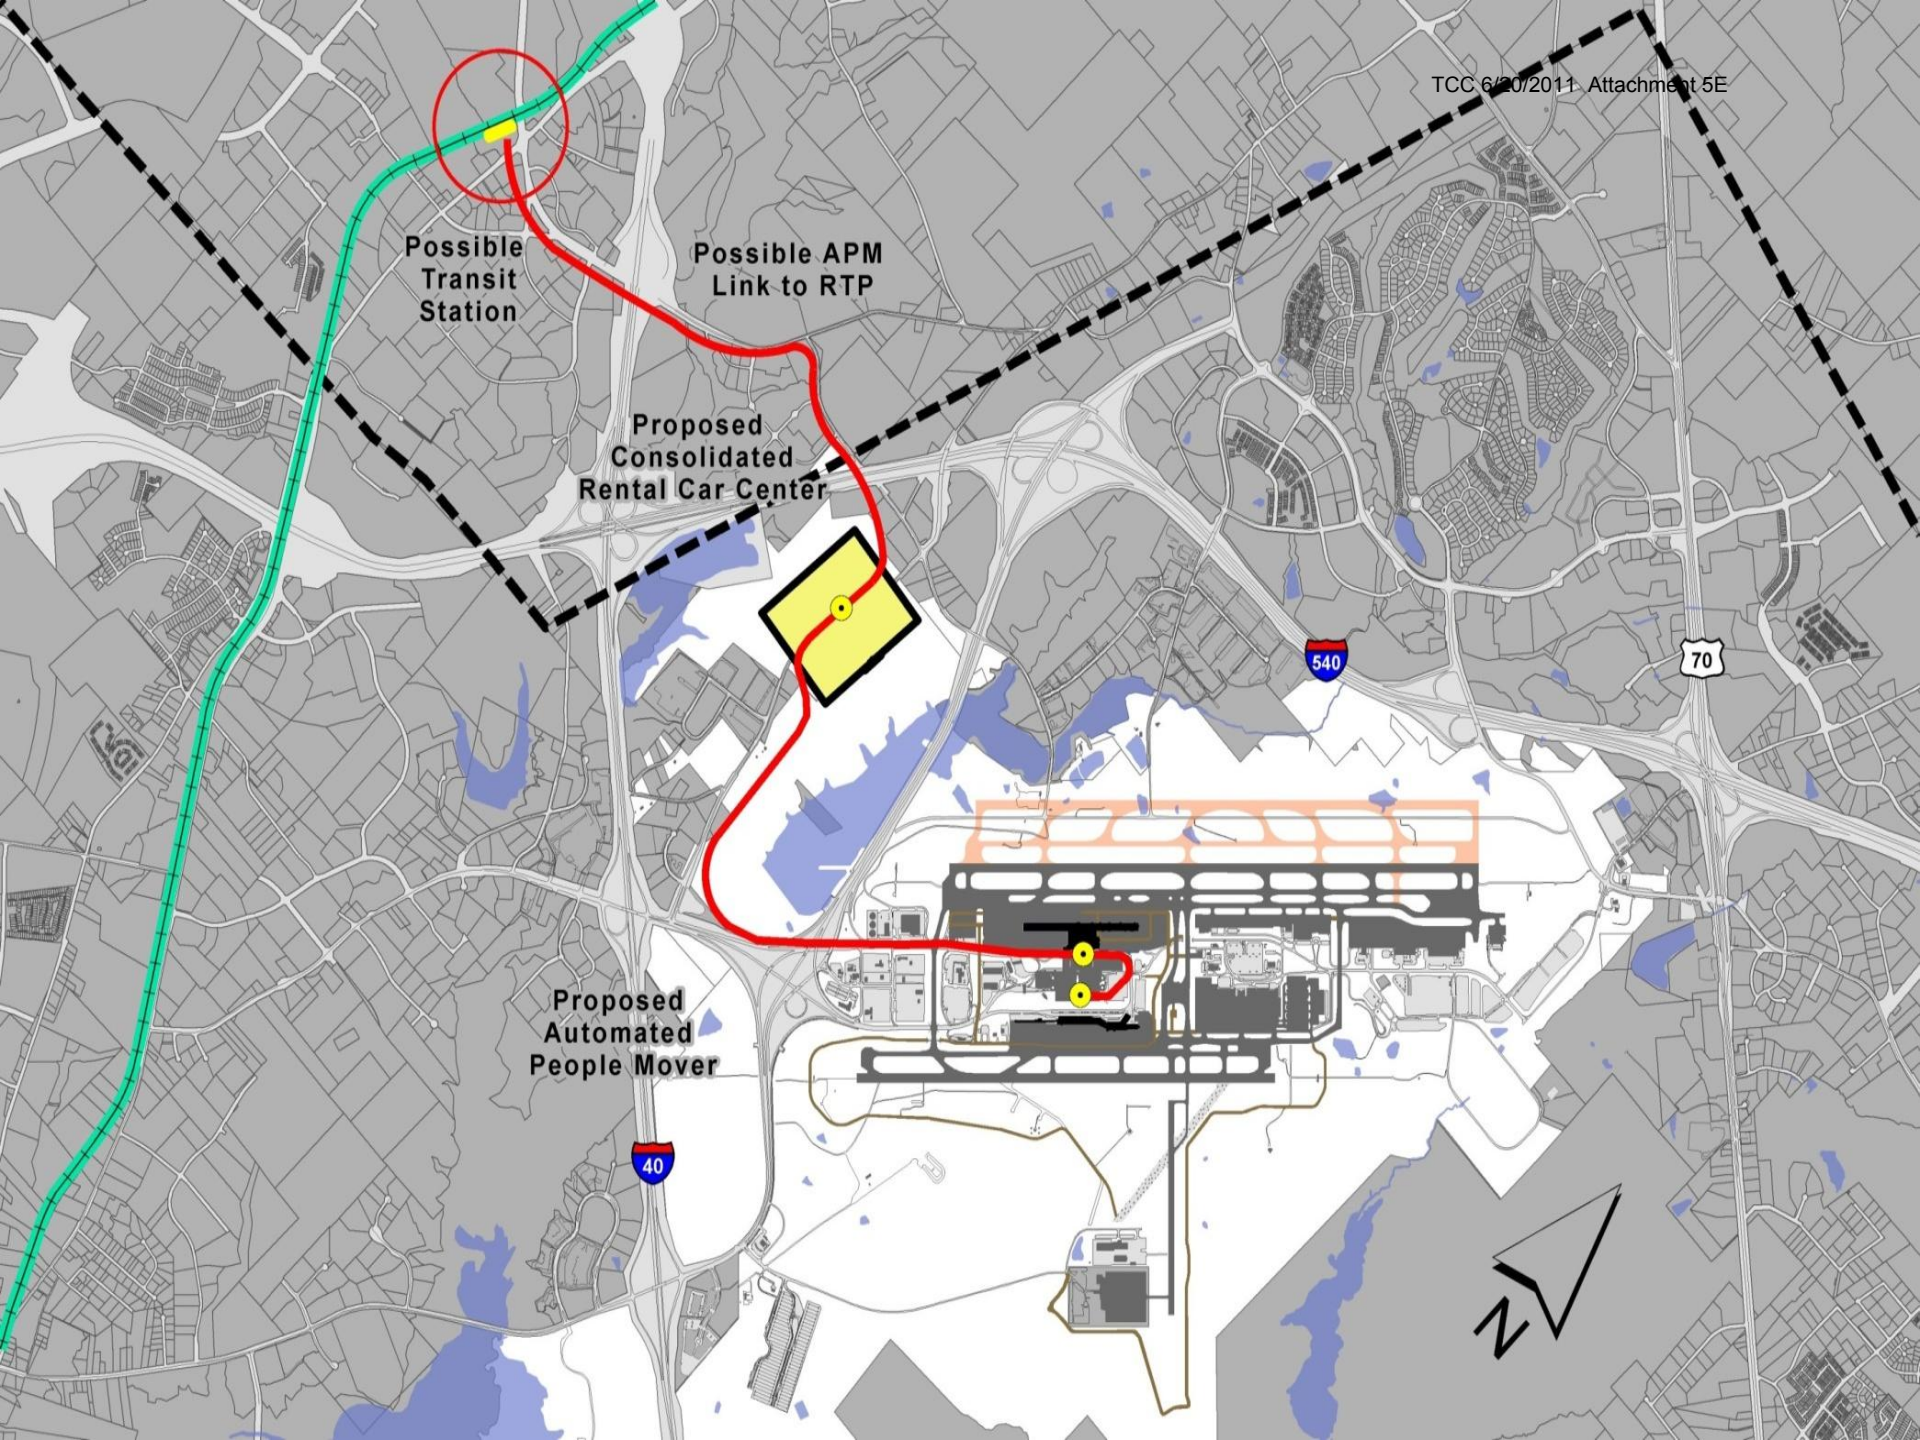 TCC 6/20/2011 Attachment 5E
Possible
Transit
Station
Possible APM
Link to RTP
Proposed
Consolidated
Rental Car Center
540
70
Proposed
Automated
People Mover
40
N